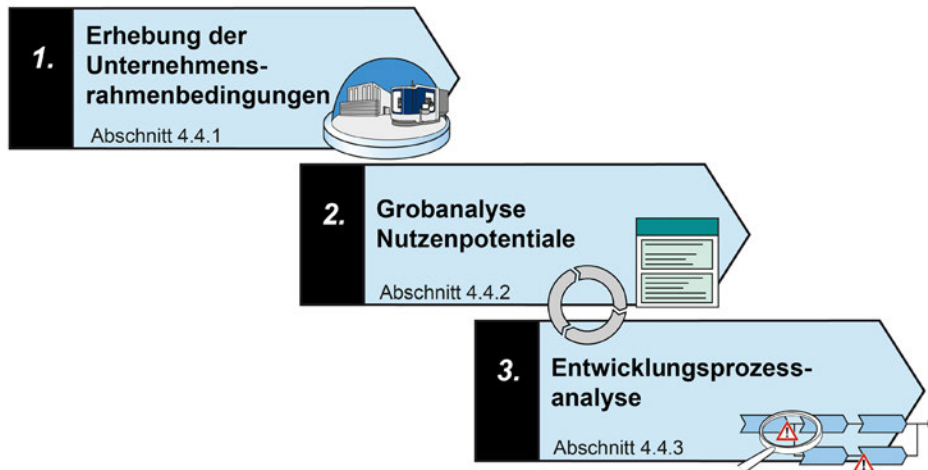 1.
Erhebung der
Unternehmens-
rahmenbedingungen
Abschnitt 4.4.1
2.
Grobanalyse
Nutzenpotentiale
Abschnitt 4.4.2
3.
Entwicklungsprozess-
analyse
Abschnitt 4.4.3